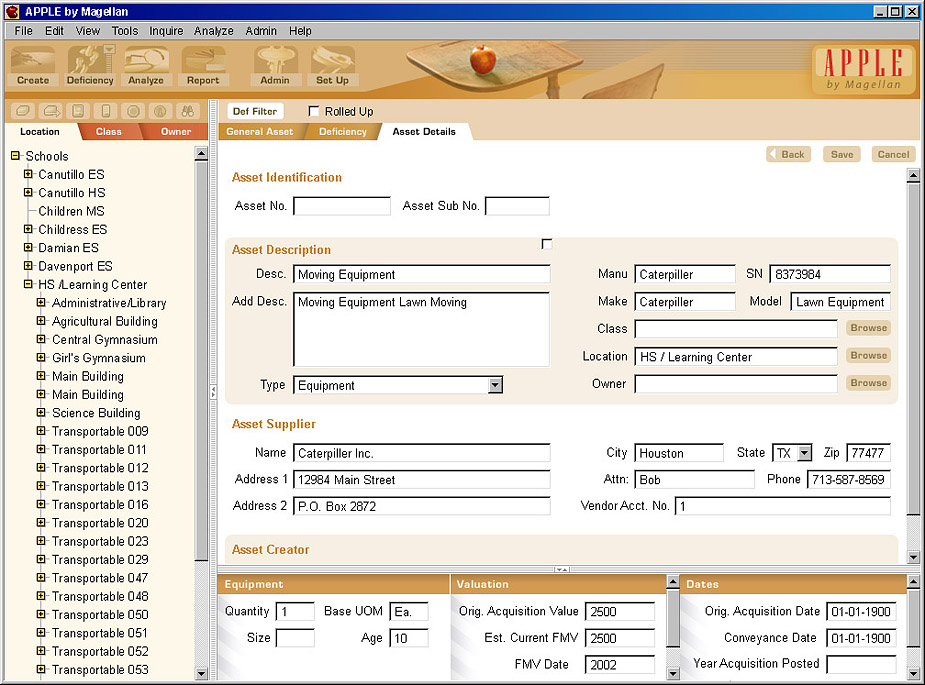 APPLE by Magellan
File Edit View Tools Inquire Analyze Admin Help
Create Deficiency Analyze Report Admin Set Up
APPLE
by Magellan
Def Filter Rolled Up
Location Class Owner
General Asset Deficiency Asset Details
Back Save Cancel
Schools
Canutillo ES
Canutillo HS
Children MS
Childress ES
Damian ES
Davenport ES
HS /Learning Center
Administrative/Library
Agricultural Building
Central Gymnasium
Girl's Gymnasium
Main Building
Main Building
Science Building
Transportable 009
Transportable 011
Transportable 012
Transportable 013
Transportable 016
Transportable 020
Transportable 023
Transportable 029
Transportable 047
Transportable 048
Transportable 050
Transportable 051
Transportable 052
Transportable 053
Asset Identification
Asset No. Asset Sub No.
Asset Description
Desc. Moving Equipment Manu Caterpiller SN 8373984
Add Desc. Moving Equipment Lawn Moving Make Caterpiller Model Lawn Equipment
Class Browse
Location HS / Learning Center Browse
Type Equipment Owner Browse
Asset Supplier
Name Caterpiller Inc. City Houston State TX Zip 77477
Address 1 12984 Main Street Attn: Bob Phone 713-587-8569
Address 2 P.O. Box 2872 Vendor Acct. No. 1
Asset Creator
Equipment Valuation Dates
Quantity 1 Base UOM Ea. Orig. Acquisition Value 2500 Orig. Acquisition Date 01-01-1900
Size Age 10 Est. Current FMV 2500 Conveyance Date 01-01-1900
FMV Date 2002 Year Acquisition Posted